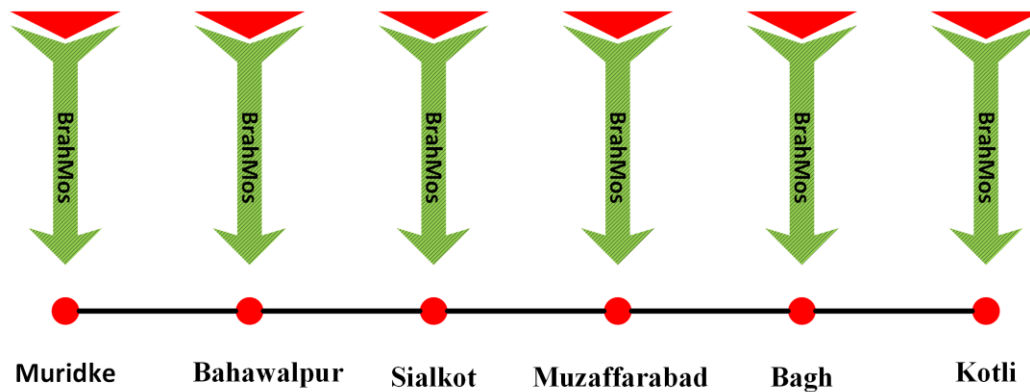 BrahMos
BrahMos
BrahMos
BrahMos
BrahMos
BrahMos
Muridke
Bahawalpur
Sialkot
Muzaffarabad
Bagh
Kotli